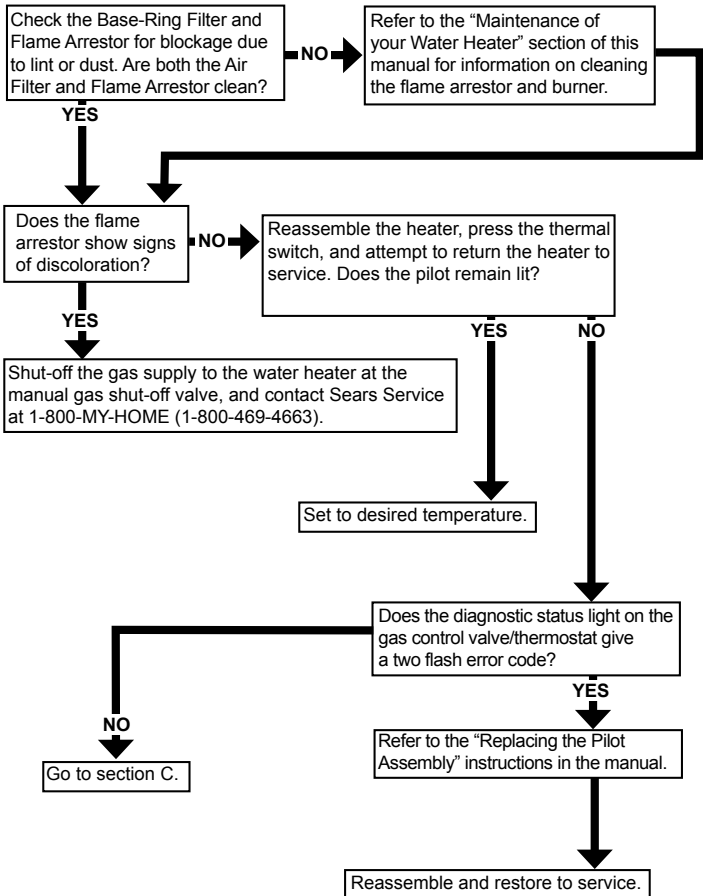 Check the Base-Ring Filter and
Flame Arrestor for blockage due
to lint or dust. Are both the Air
Filter and Flame Arrestor clean?
NO
Refer to the “Maintenance of
your Water Heater” section of this
manual for information on cleaning
the flame arrestor and burner.
YES
Does the flame
arrestor show signs
of discoloration?
NO
Reassemble the heater, press the thermal
switch, and attempt to return the heater to
service. Does the pilot remain lit?
YES
YES
NO
Shut-off the gas supply to the water heater at the
manual gas shut-off valve, and contact Sears Service
at 1-800-MY-HOME (1-800-469-4663).
Set to desired temperature.
Does the diagnostic status light on the
gas control valve/thermostat give
a two flash error code?
YES
NO
Refer to the “Replacing the Pilot
Assembly” instructions in the manual.
Go to section C.
Reassemble and restore to service.